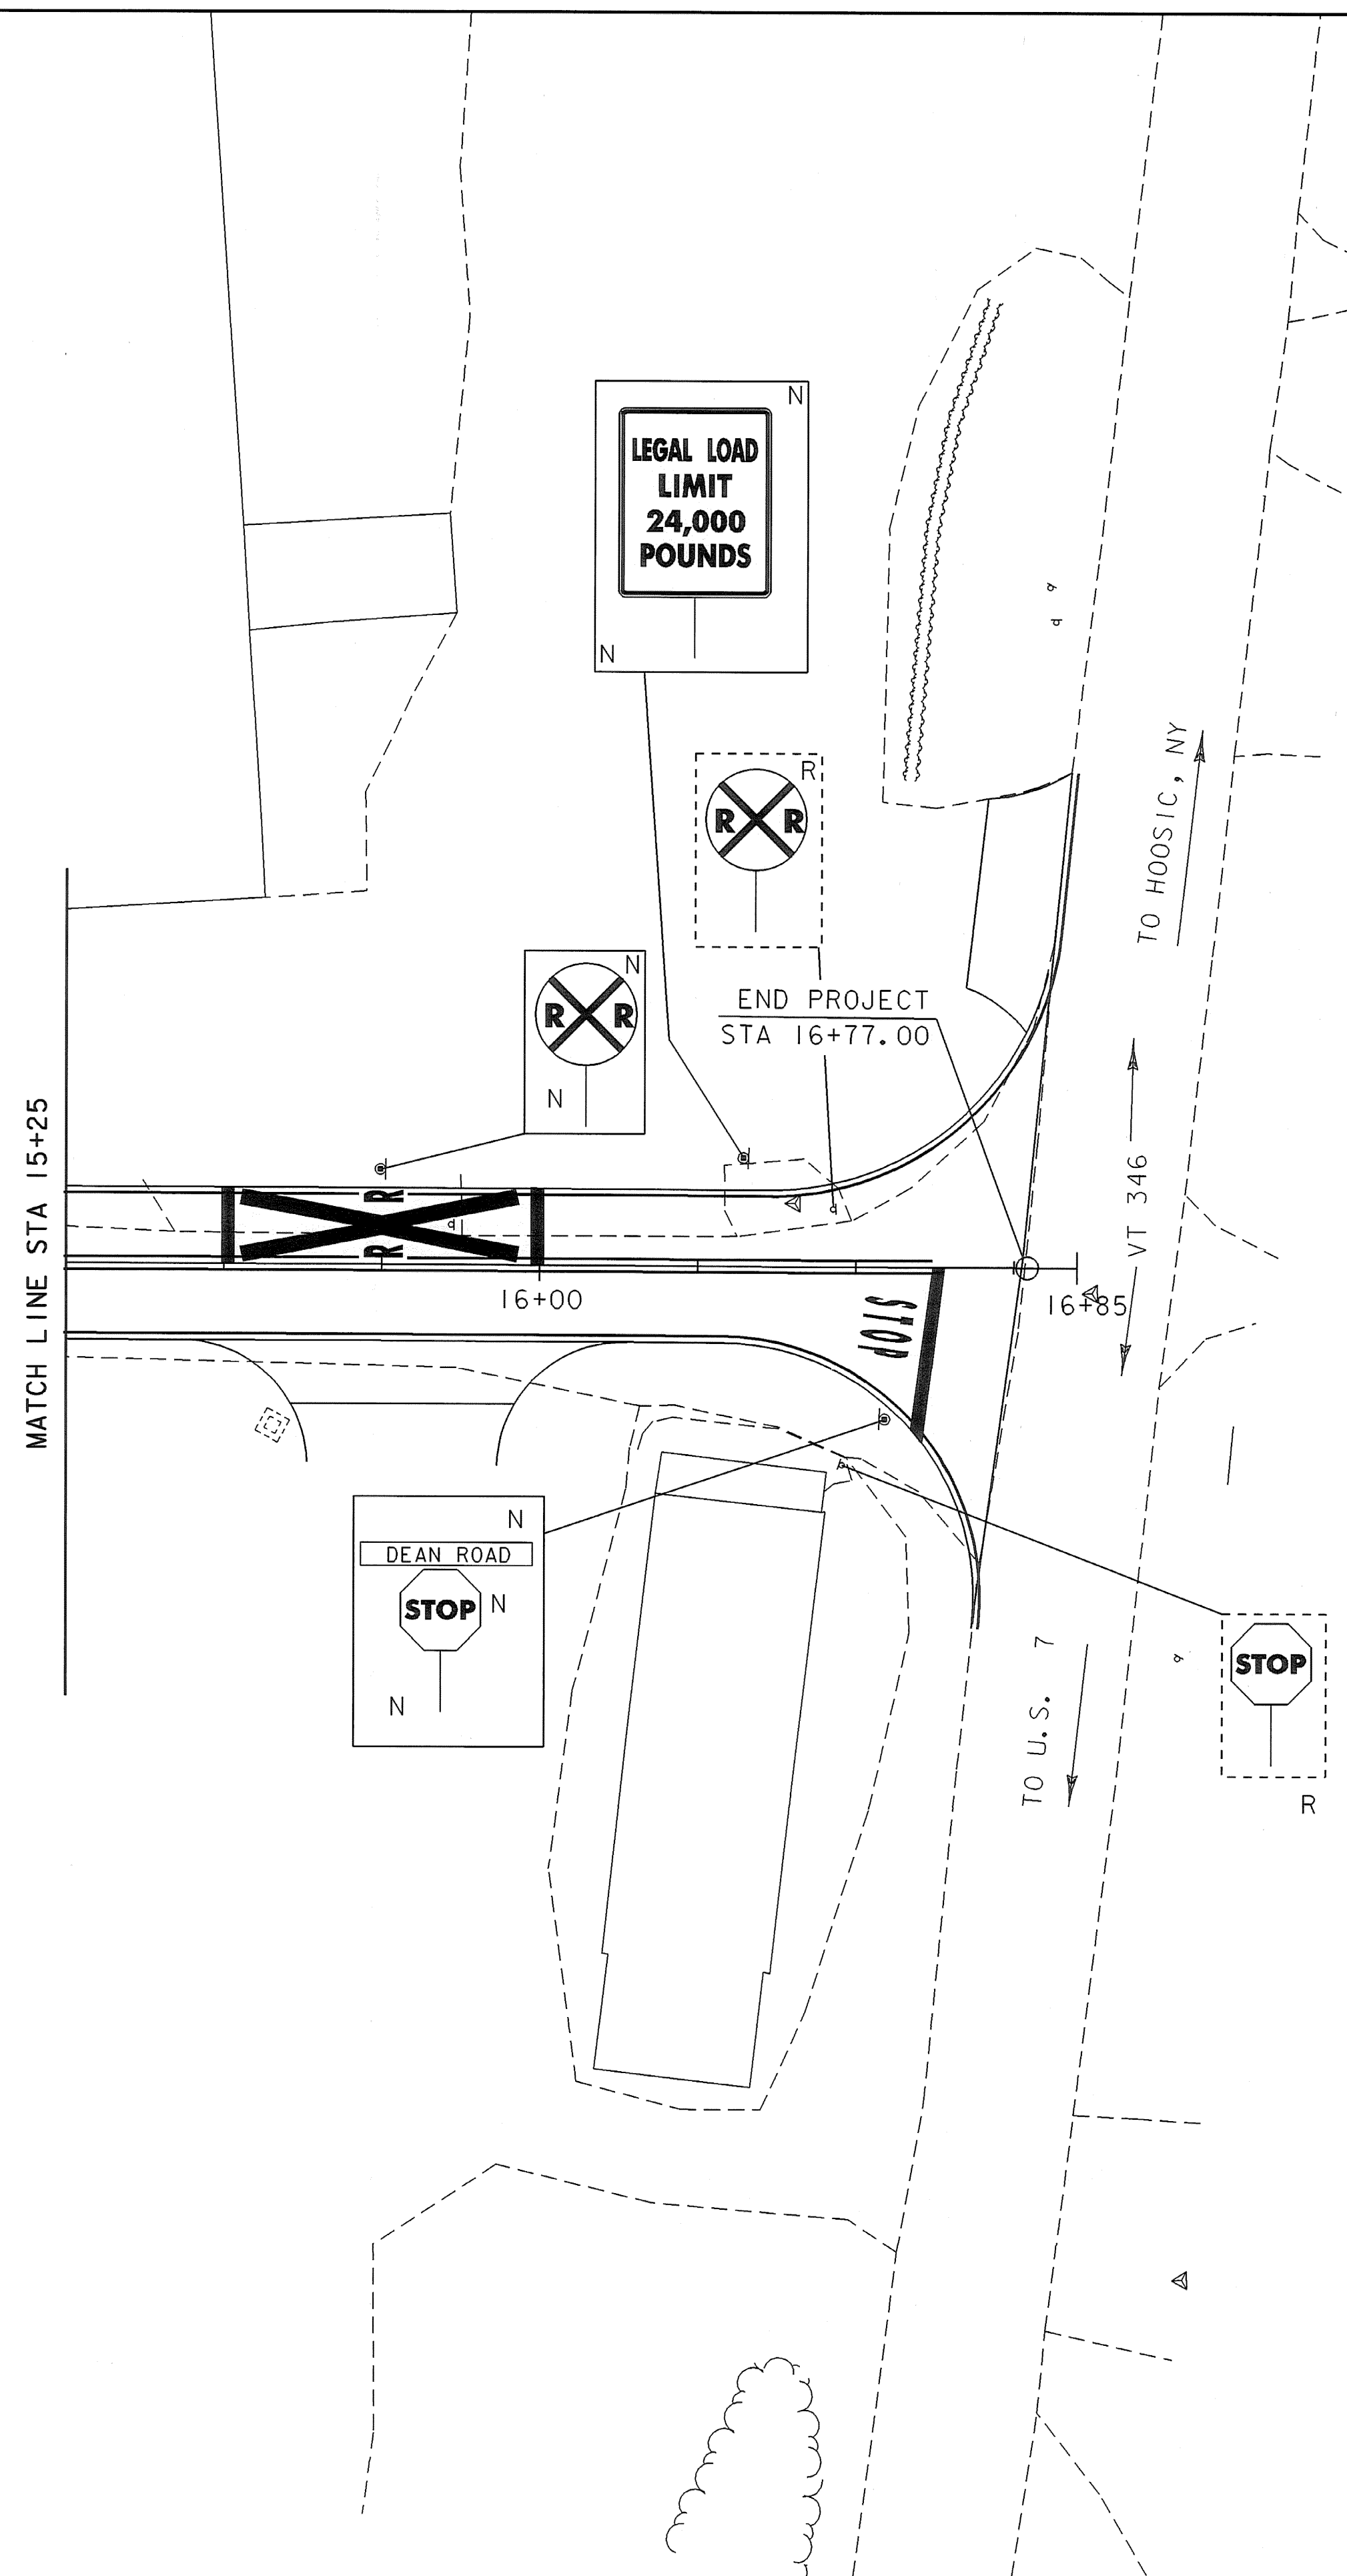 N
LEGAL LOAD
LIMIT
24,000
POUNDS
N
R
R R
TO HOOSIC, NY
N
R R
N
END PROJECT
STA 16+77.00
MATCH LINE STA 15+25
R R
VT 346
16+00
16+85
STOP
N
DEAN ROAD
STOP N
N
STOP
R
TO U.S. 7